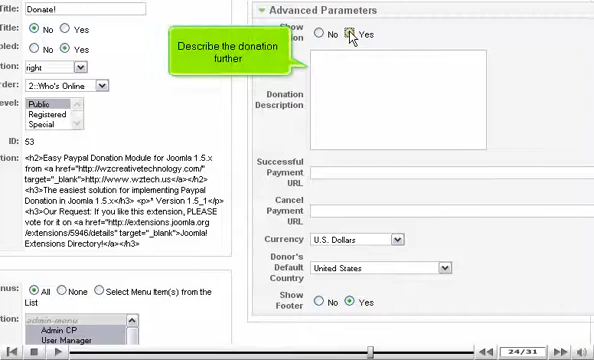 Title: Donate!
Title: No Yes
bled: No Yes
tion: right
rder: 2::Who's Online
evel: Public
Registered
Special
ID: 53
tion: <h2>Easy Paypal Donation Module for Joomla 1.5.x
from <a href="http://wzcreativetechnology.com/"
target="_blank">http://www.wztech.us</a></h2>
<h3>The easiest solution for implementing Paypal
Donation in Joomla 1.5.x</h3> <p>* Version 1.5_1</p>
<h3>Our Request: If you like this extension, PLEASE
vote for it on <a href="http://extensions.joomla.org
/extensions/5946/details" target="_blank">Joomla!
Extensions Directory!</a></h3>
nus: All None Select Menu Item(s) from the
List
tion: admin-menu
Admin CP
User Manager
Advanced Parameters
Show
ion No Yes
Describe the donation
further
Donation
Description
Successful
Payment
URL
Cancel
Payment
URL
Currency U.S. Dollars
Donor's
Default
Country United States
Show
Footer No Yes
24/31